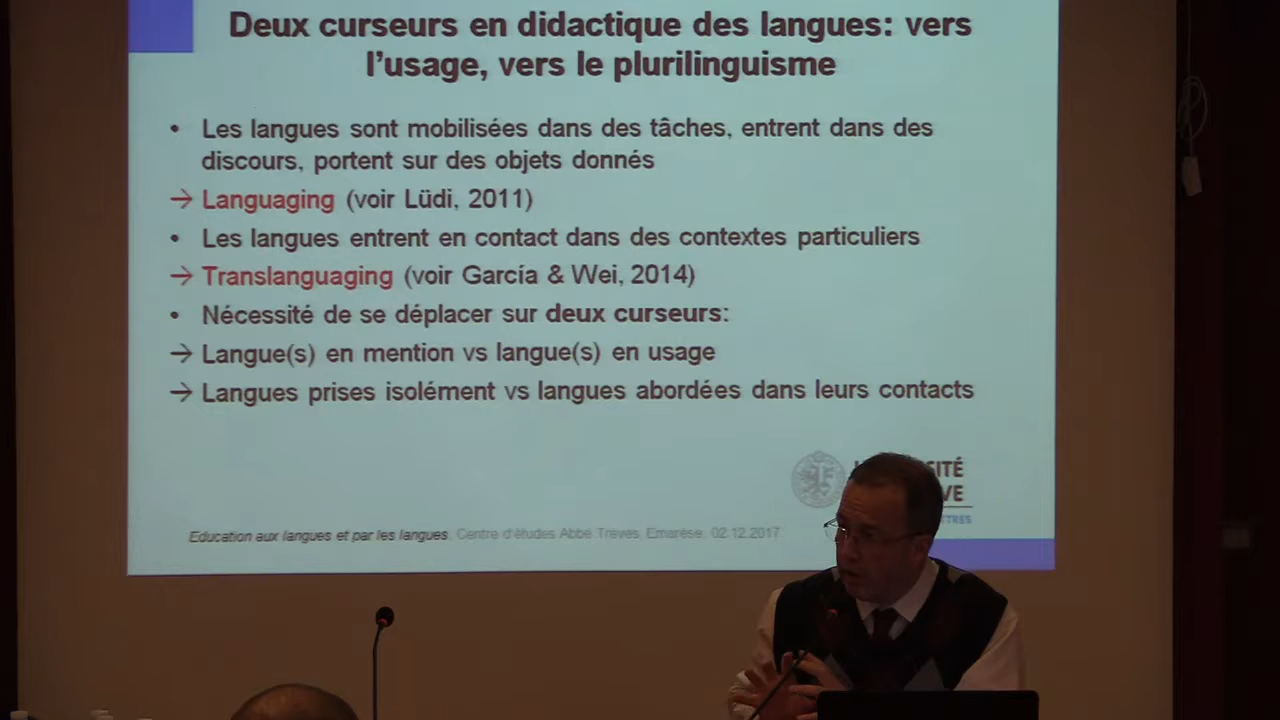 Deux curseurs en didactique des langues: vers
l'usage, vers le plurilinguisme
• Les langues sont mobilisées dans des tâches, entrent dans des
discours, portent sur des objets donnés
→ Languaging (voir Lüdi, 2011)
• Les langues entrent en contact dans des contextes particuliers
→ Translanguaging (voir García & Wei, 2014)
• Nécessité de se déplacer sur deux curseurs:
→ Langue(s) en mention vs langue(s) en usage
→ Langues prises isolément vs langues abordées dans leurs contacts
Education aux langues et par les langues. Centre d'études Abbé Trèves, Emarèse, 02.12.2017